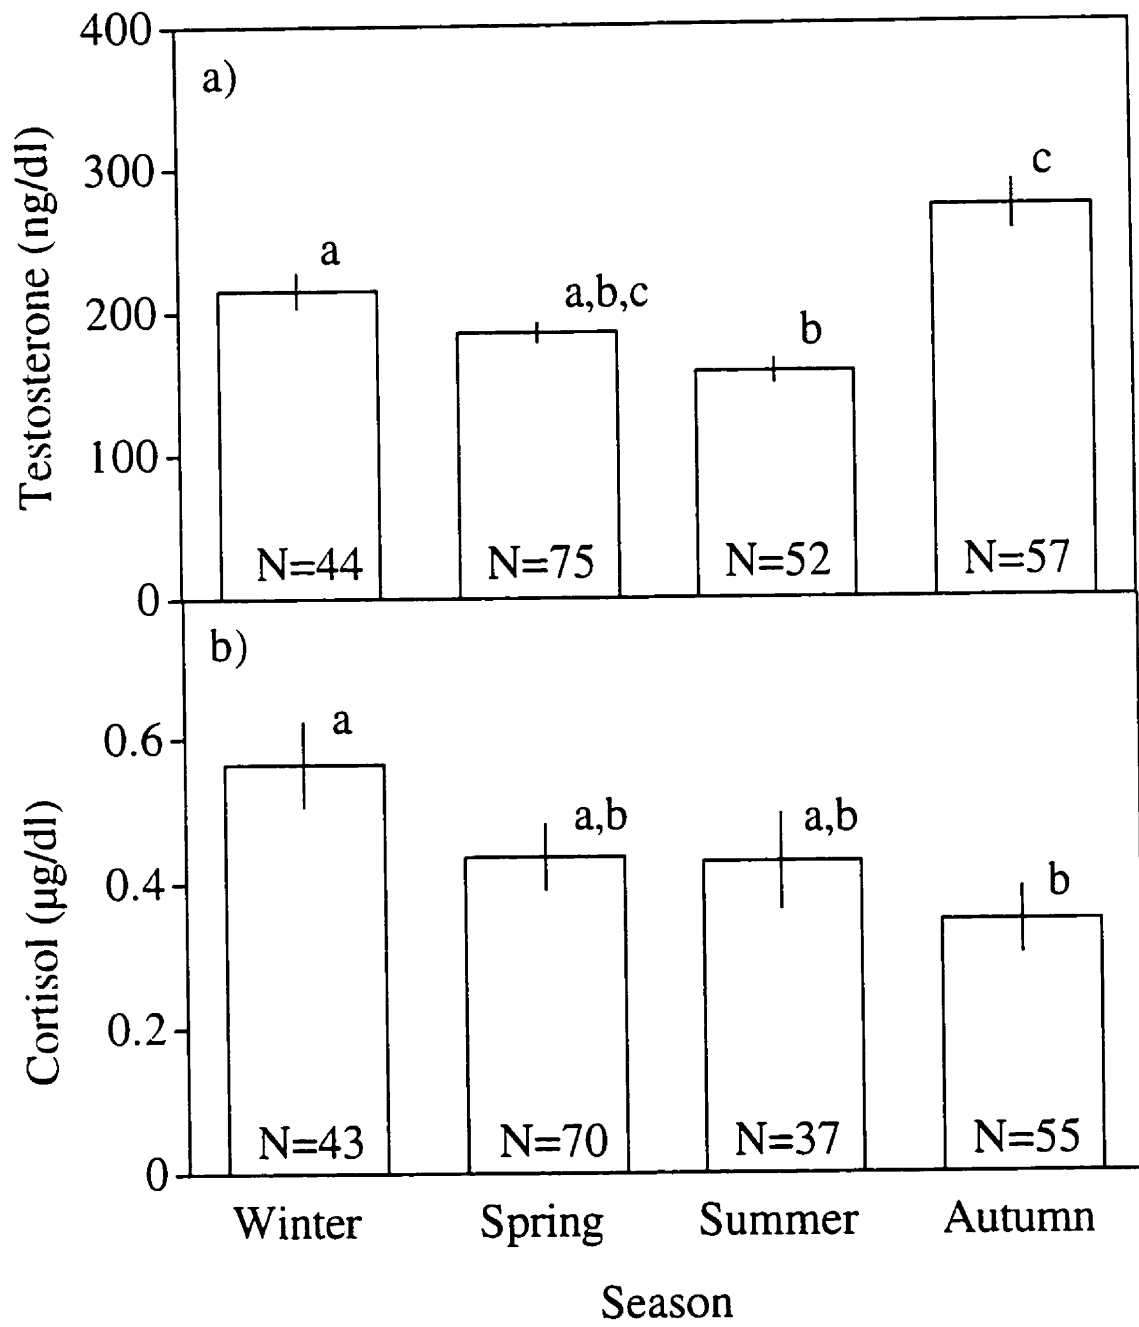 400
a)
c
300
a
a,b,c
b
200
100
0
Testosterone (ng/dl)
N=44 N=75 N=52 N=57
b)
a
0.6
a,b a,b
b
0.4
0.2
0
Cortisol (µg/dl)
N=43 N=70 N=37 N=55
Winter Spring Summer Autumn
Season